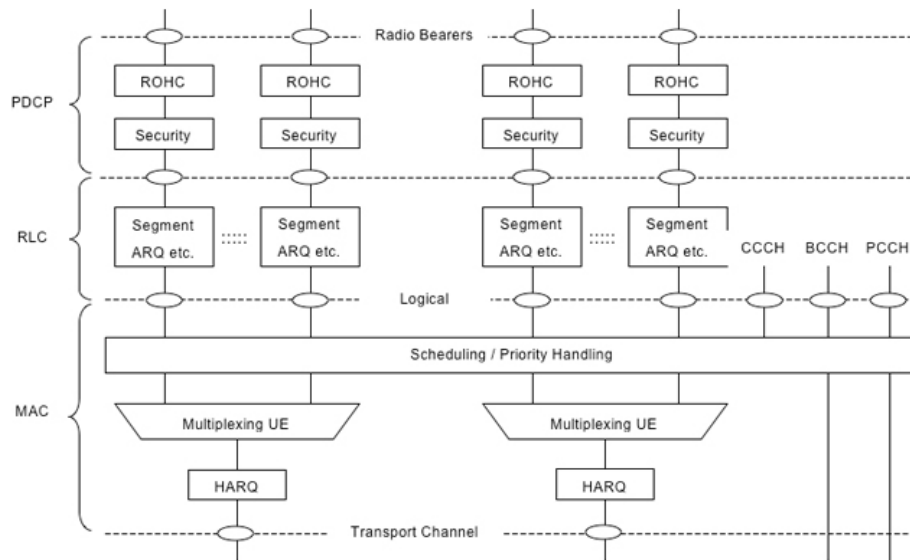 Radio Bearers
ROHC ROHC ROHC ROHC
PDCP
Security Security Security Security
Segment Segment Segment Segment
RLC
ARQ etc. ARQ etc. ARQ etc. ARQ etc.
CCCH BCCH PCCH
Logical
Scheduling / Priority Handling
MAC
Multiplexing UE Multiplexing UE
HARQ HARQ
Transport Channel